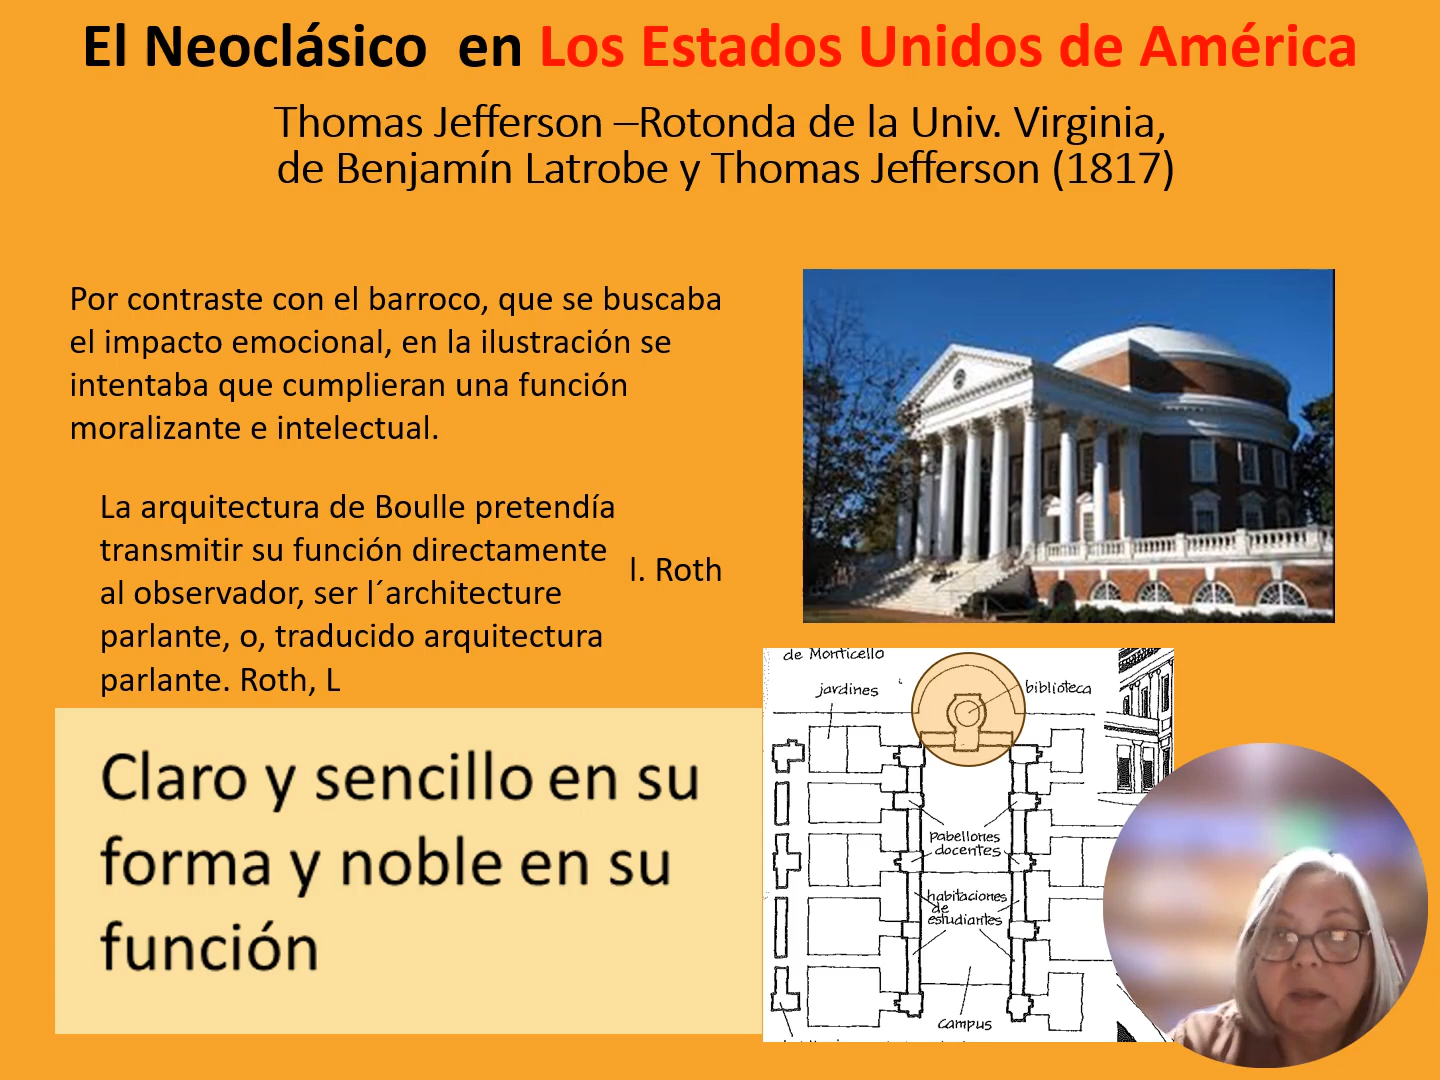 El Neoclásico en Los Estados Unidos de América
Thomas Jefferson –Rotonda de la Univ. Virginia,
de Benjamín Latrobe y Thomas Jefferson (1817)
Por contraste con el barroco, que se buscaba
el impacto emocional, en la ilustración se
intentaba que cumplieran una función
moralizante e intelectual.
La arquitectura de Boulle pretendía
transmitir su función directamente
al observador, ser l´architecture
parlante, o, traducido arquitectura
parlante. Roth, L
l. Roth
Claro y sencillo en su
forma y noble en su
función
de Monticello
jardines
biblioteca
pabellones
docentes
habitaciones
de
estudiantes
campus